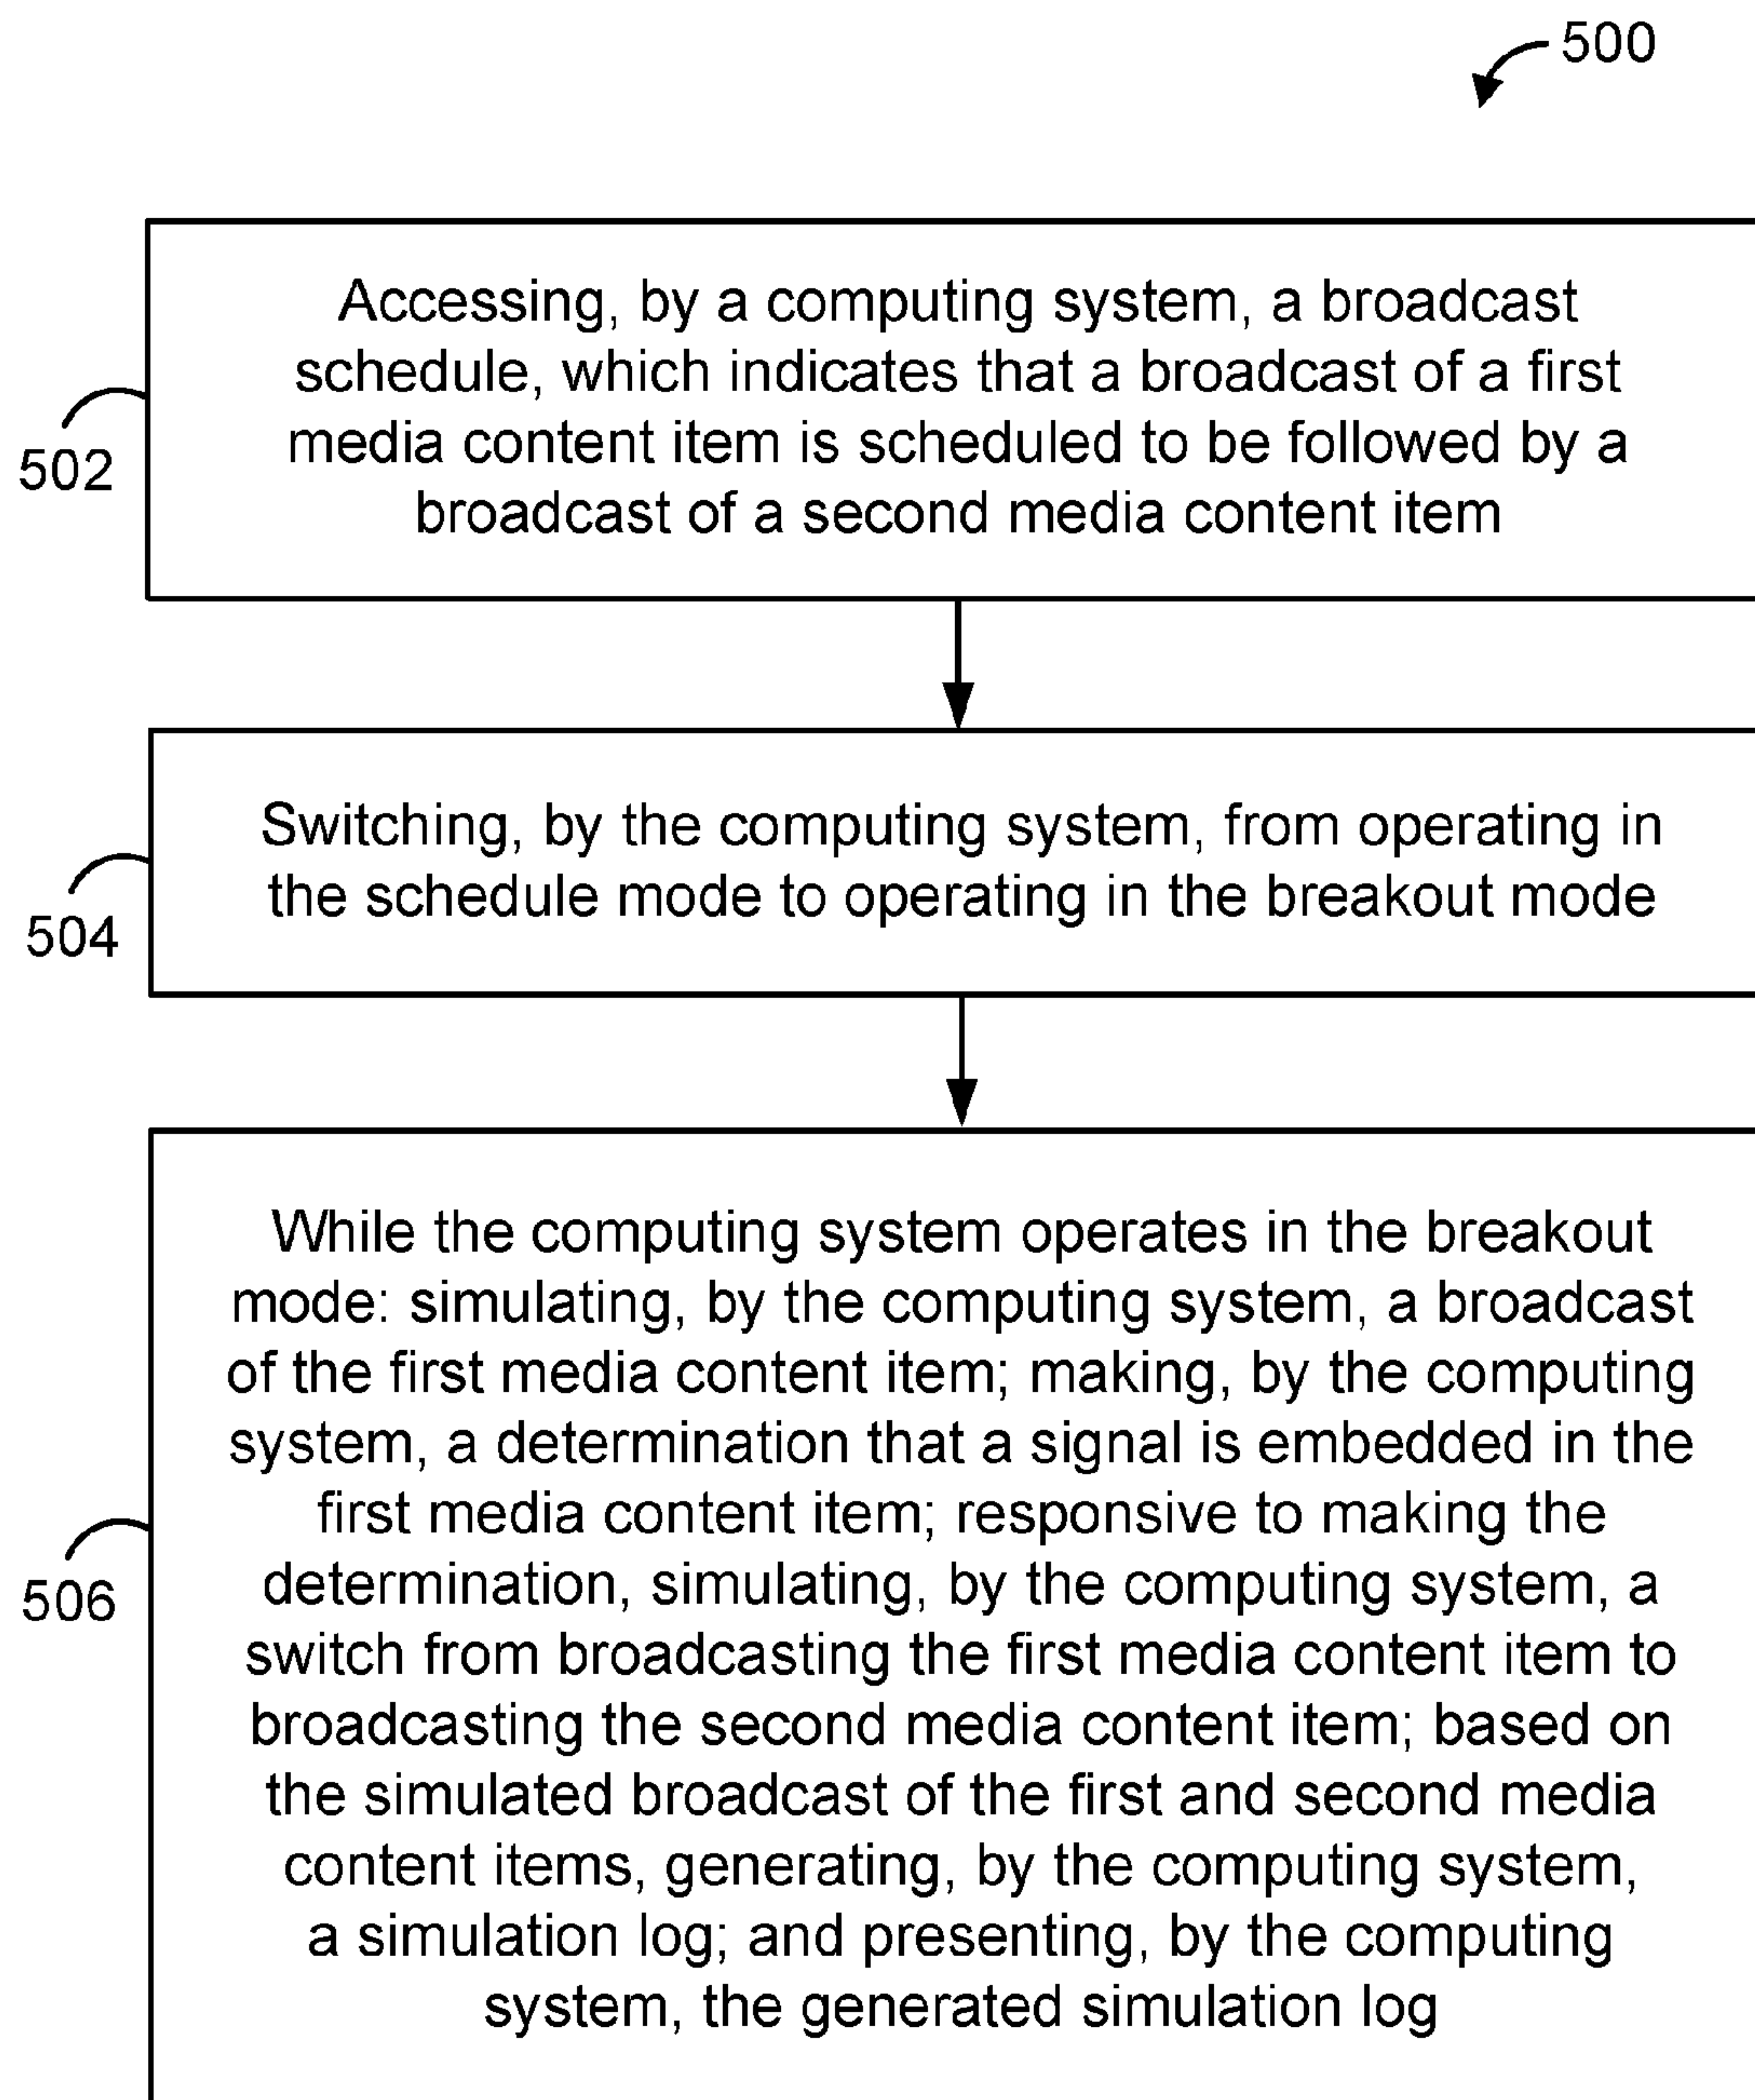 500
Accessing, by a computing system, a broadcast
schedule, which indicates that a broadcast of a first
media content item is scheduled to be followed by a
broadcast of a second media content item
502
Switching, by the computing system, from operating in
the schedule mode to operating in the breakout mode
504
While the computing system operates in the breakout
mode: simulating, by the computing system, a broadcast
of the first media content item; making, by the computing
system, a determination that a signal is embedded in the
first media content item; responsive to making the
determination, simulating, by the computing system, a
switch from broadcasting the first media content item to
broadcasting the second media content item; based on
the simulated broadcast of the first and second media
content items, generating, by the computing system,
a simulation log; and presenting, by the computing
system, the generated simulation log
506